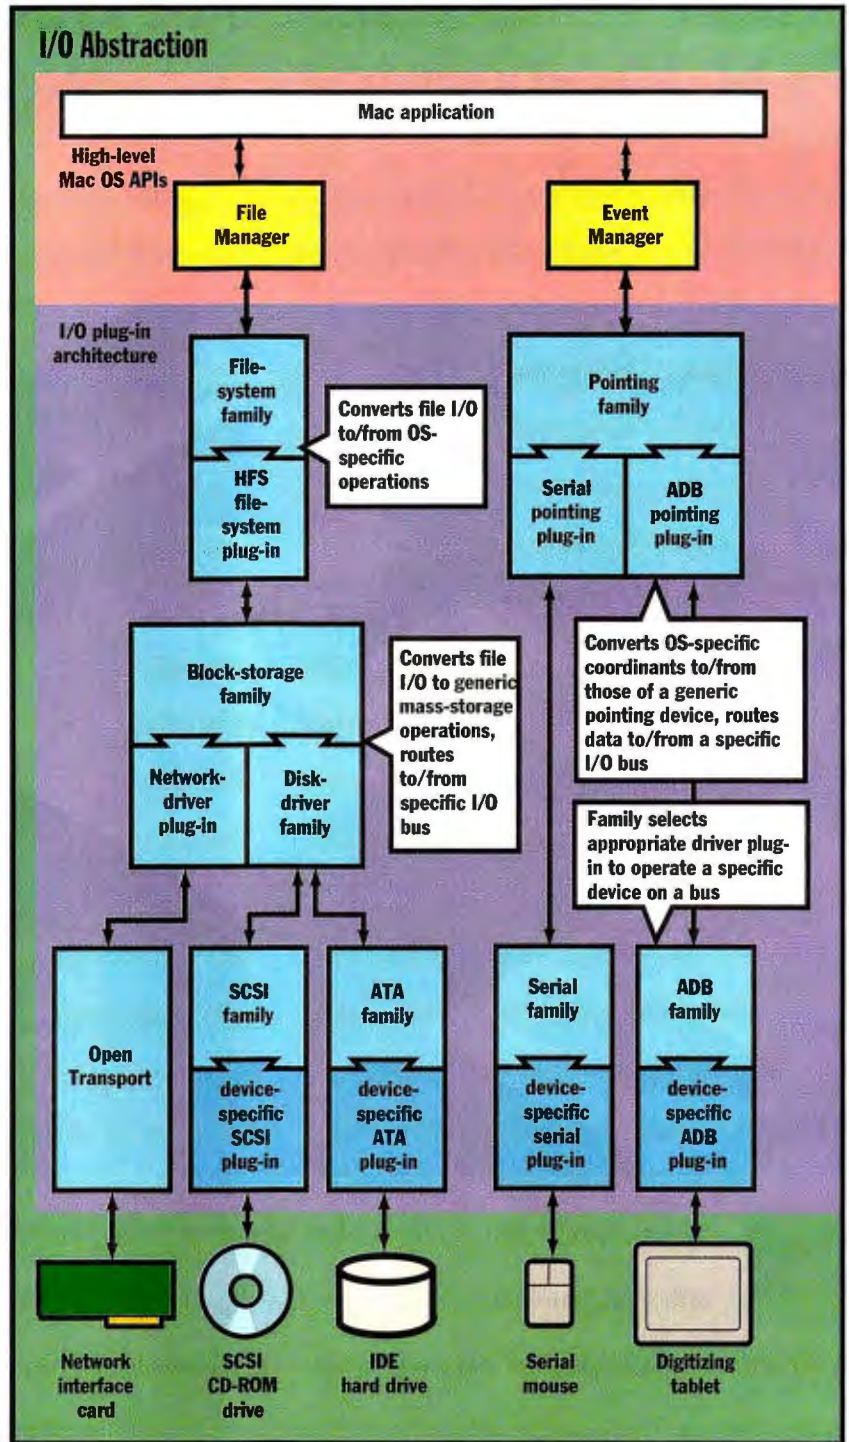 I/O Abstraction
Mac application
High-level
Mac OS APIs
File
Manager
Event
Manager
I/O plug-in
architecture
File-
system
family
HFS
file-
system
plug-in
Converts file I/O
to/from OS-
specific
operations
Pointing
family
Serial
pointing
plug-in
ADB
pointing
plug-in
Block-storage
family
Network-
driver
plug-in
Disk-
driver
family
Converts file
I/O to generic
mass-storage
operations,
routes
to/from
specific I/O
bus
Converts OS-specific
coordinants to/from
those of a generic
pointing device, routes
data to/from a specific
I/O bus
Family selects
appropriate driver plug-
in to operate a specific
device on a bus
Open
Transport
SCSI
family
device-
specific
SCSI
plug-in
ATA
family
device-
specific
ATA
plug-in
Serial
family
device-
specific
serial
plug-in
ADB
family
device-
specific
ADB
plug-in
Network
interface
card
SCSI
CD-ROM
drive
IDE
hard drive
Serial
mouse
Digitizing
tablet